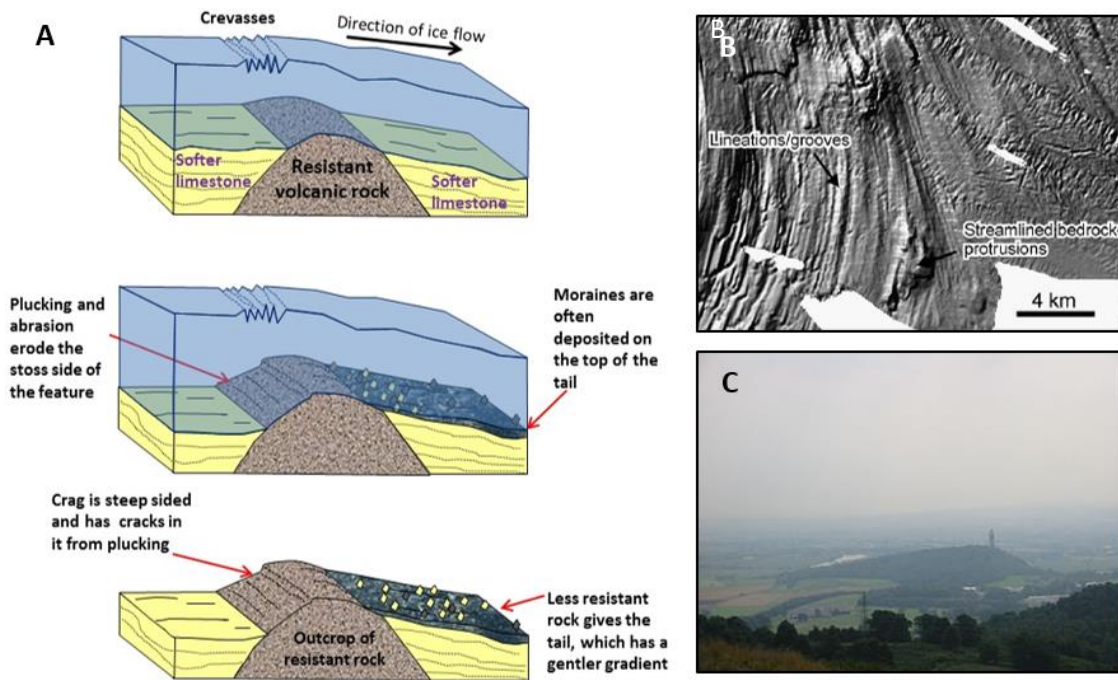 A
Crevasses
Direction of ice flow
Softer
limestone
Resistant
volcanic rock
Softer
limestone
Plucking and
abrasion
erode the
stoss side
of the
feature
Moraines are
often
deposited on
the top of the
tail
Crag is steep sided
and has cracks in
it from plucking
Outcrop of
resistant rock
Less resistant
rock gives the
tail, which has a
gentler gradient
B
B
Lineations/grooves
Streamlined bedrock
protrusions
4 km
C